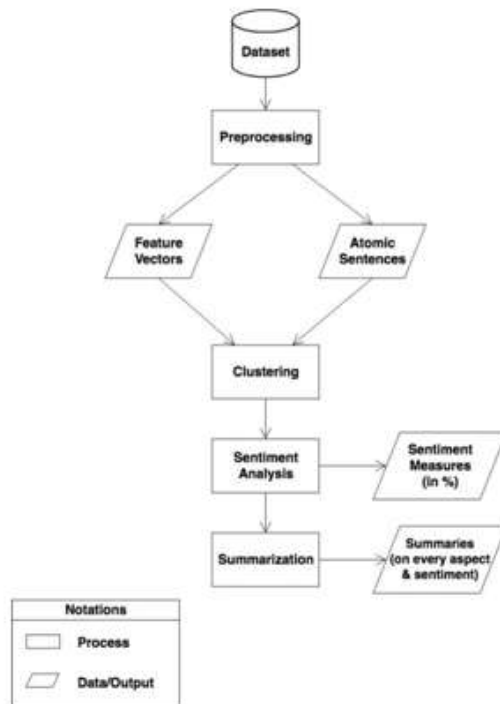 Dataset
Preprocessing
Feature
Vectors
Atomic
Sentences
Clustering
Sentiment
Analysis
Sentiment
Measures
(in %)
Summarization
Summaries
(on every aspect
& sentiment)
Notations
Process
Data/Output